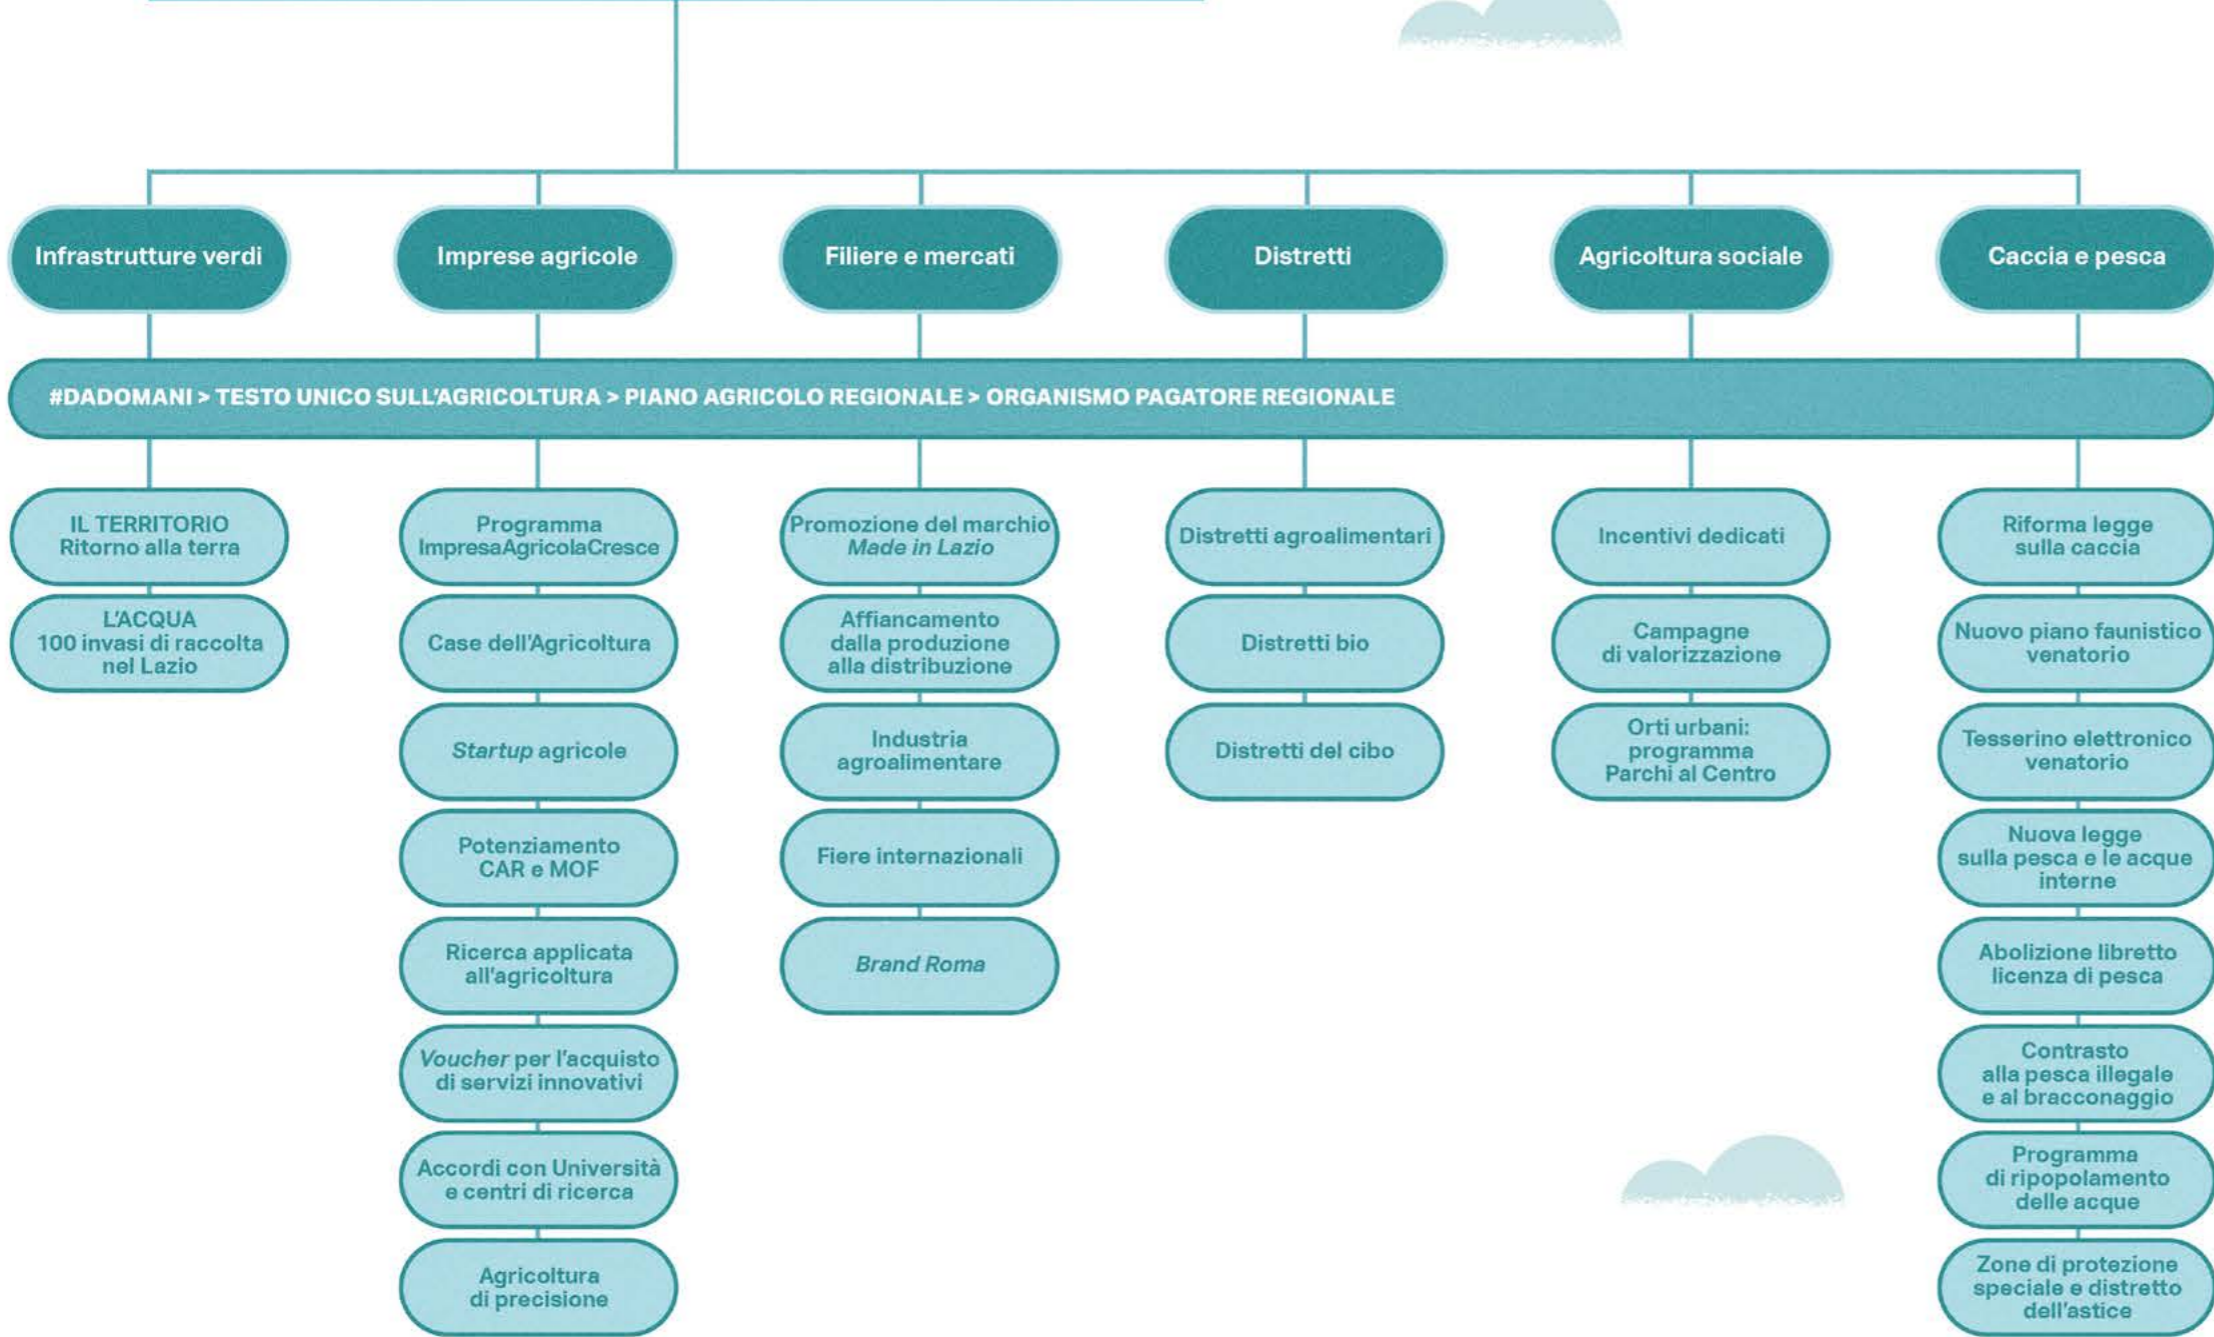 Infrastrutture verdi
Imprese agricole
Filiere e mercati
Distretti
Agricoltura sociale
Caccia e pesca
#DADOMANI > TESTO UNICO SULL'AGRICOLTURA > PIANO AGRICOLO REGIONALE > ORGANISMO PAGATORE REGIONALE
IL TERRITORIO
Ritorno alla terra
L'ACQUA
100 invasi di raccolta
nel Lazio
Programma
ImpresaAgricolaCresce
Case dell'Agricoltura
Startup agricole
Potenziamento
CAR e MOF
Ricerca applicata
all'agricoltura
Voucher per l'acquisto
di servizi innovativi
Accordi con Università
e centri di ricerca
Agricoltura
di precisione
Promozione del marchio
Made in Lazio
Affiancamento
dalla produzione
alla distribuzione
Industria
agroalimentare
Fiere internazionali
Brand Roma
Distretti agroalimentari
Distretti bio
Distretti del cibo
Incentivi dedicati
Campagne
di valorizzazione
Orti urbani:
programma
Parchi al Centro
Riforma legge
sulla caccia
Nuovo piano faunistico
venatorio
Tesserino elettronico
venatorio
Nuova legge
sulla pesca e le acque
interne
Abolizione libretto
licenza di pesca
Contrasto
alla pesca illegale
e al bracconaggio
Programma
di ripopolamento
delle acque
Zone di protezione
speciale e distretto
dell'astice